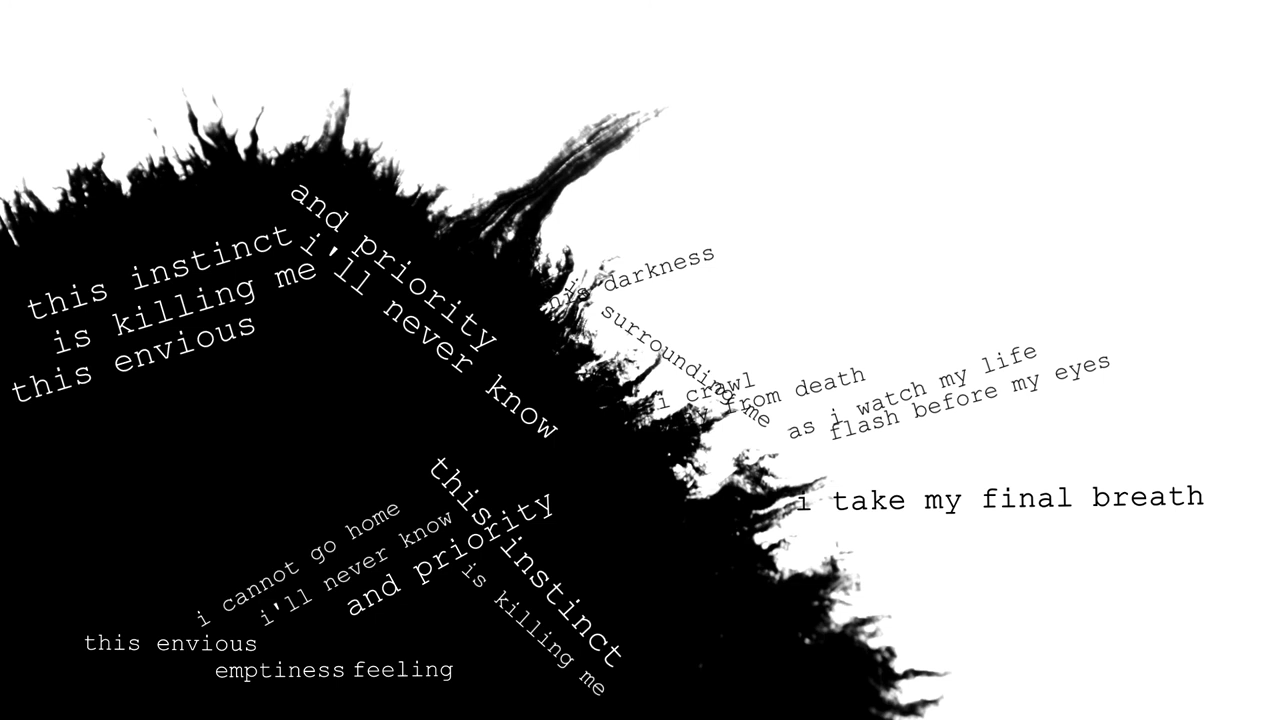 and priority
i'll never know
this instinct
is killing me
this envious
darkness
i
surrounding me
i crawl
from death
as i watch my life
flash before my eyes
i take my final breath
i cannot go home
i'll never know
and priority
this instinct
is killing me
this envious
emptiness feeling